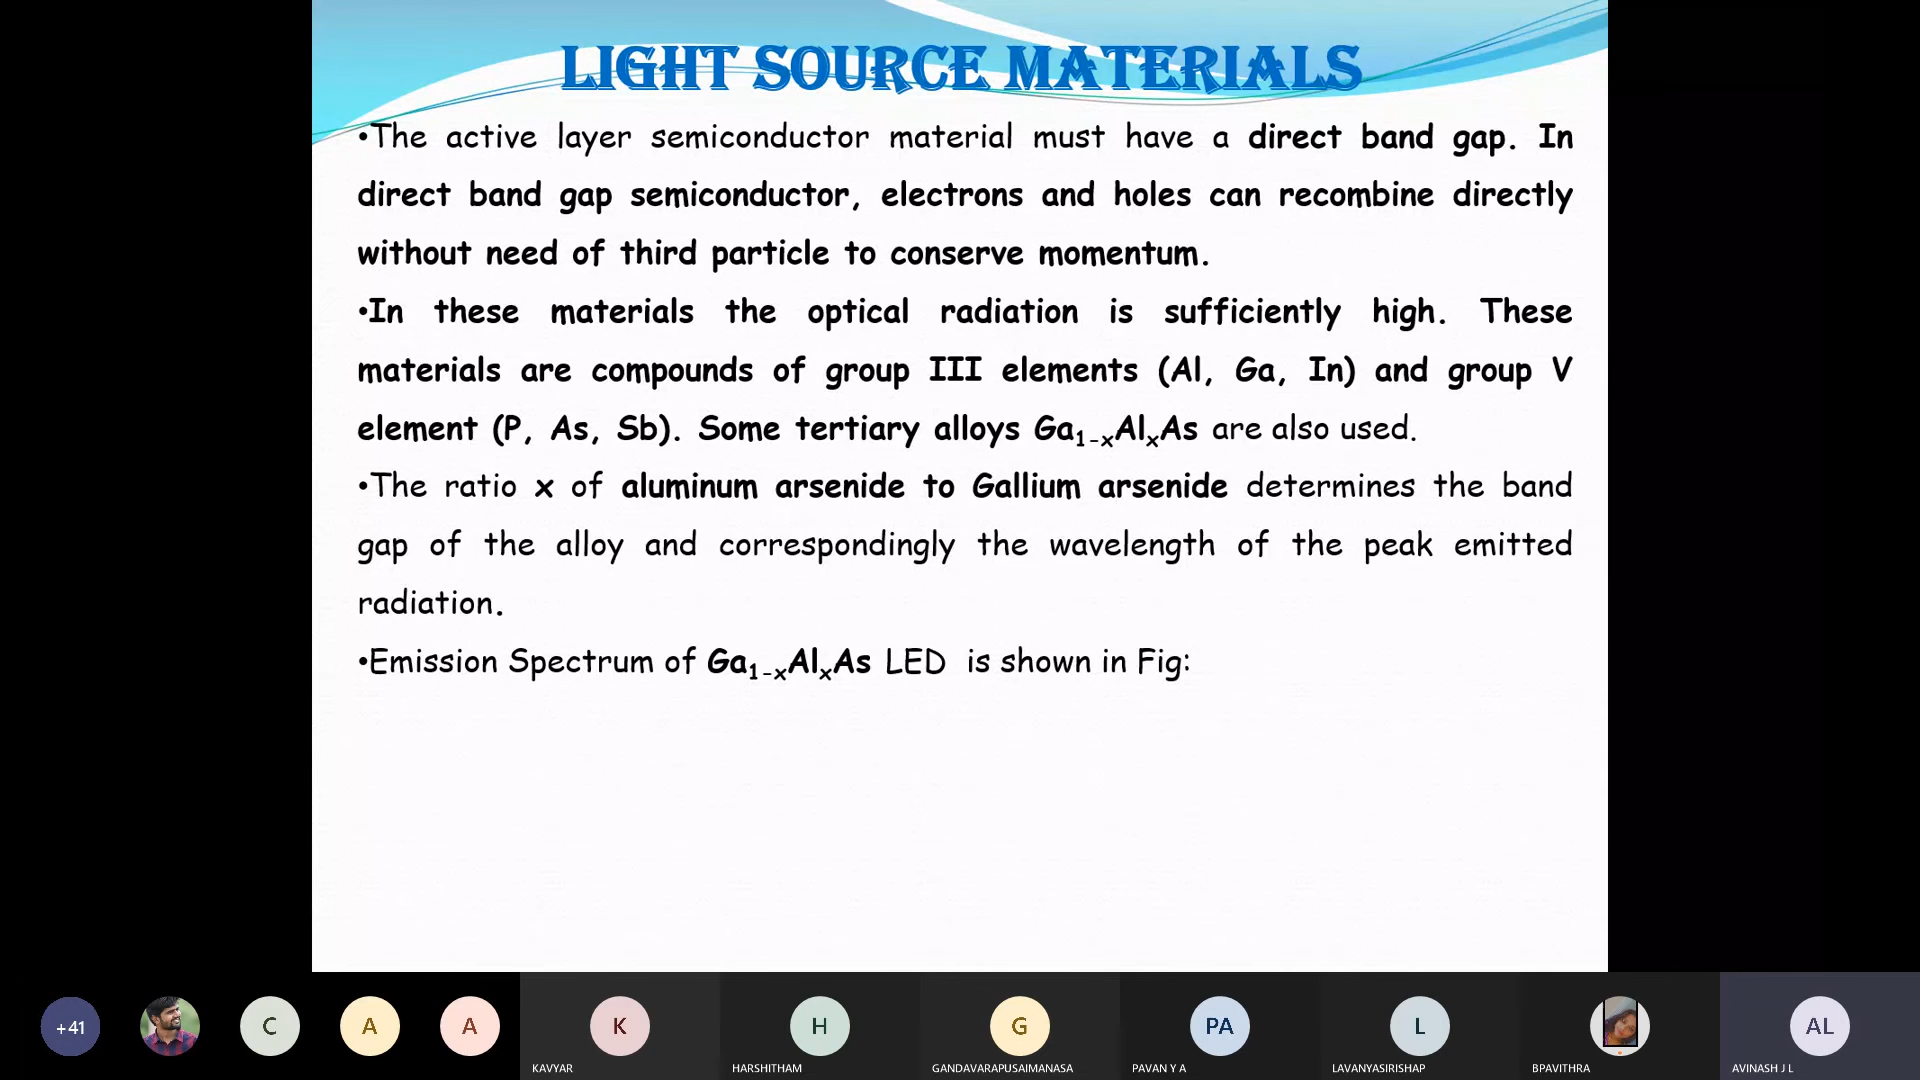 LIGHT SOURCE MATERIALS
•The active layer semiconductor material must have a direct band gap. In
direct band gap semiconductor, electrons and holes can recombine directly
without need of third particle to conserve momentum.
•In these materials the optical radiation is sufficiently high. These
materials are compounds of group III elements (Al, Ga, In) and group V
element (P, As, Sb). Some tertiary alloys Ga₁₋ₓAlₓAs are also used.
•The ratio x of aluminum arsenide to Gallium arsenide determines the band
gap of the alloy and correspondingly the wavelength of the peak emitted
radiation.
•Emission Spectrum of Ga₁₋ₓAlₓAs LED is shown in Fig:
+41 C A A K H G PA L AL
KAVYAR HARSHITHAM GANDAVARAPUSAIMANASA PAVAN Y A LAVANYASIRISHAP BPAVITHRA AVINASH J L